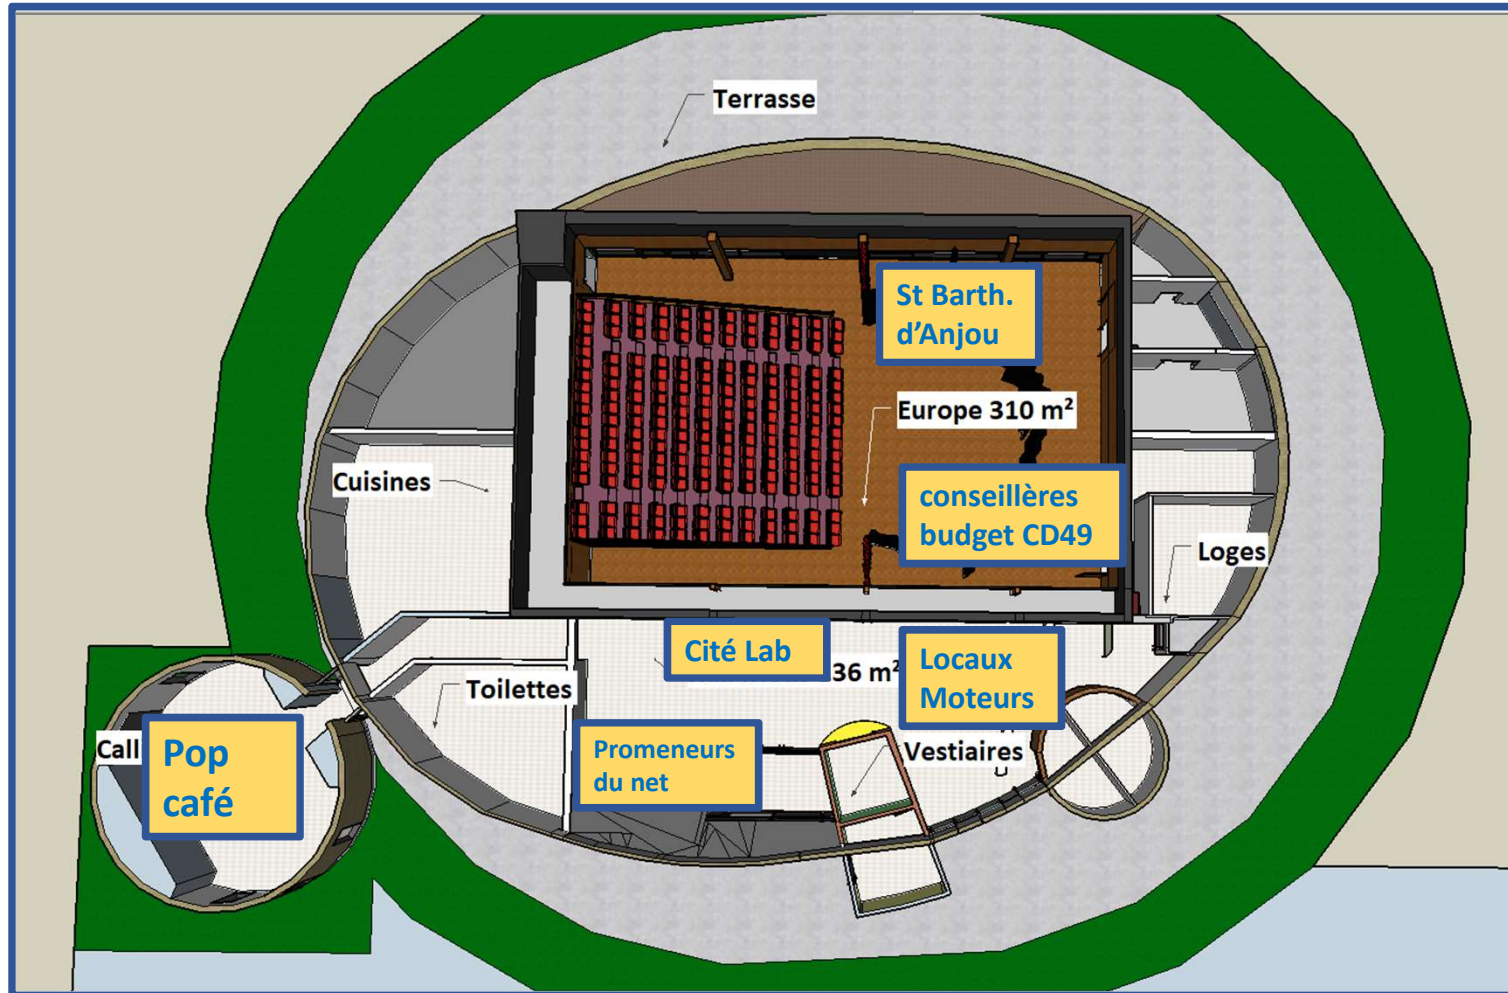 Terrasse
St Barth.
d'Anjou
Europe 310 m²
Cuisines
conseillères
budget CD49
Loges
Cité Lab
36 m²
Locaux
Moteurs
Toilettes
Call
Pop
café
Promeneurs
du net
Vestiaires